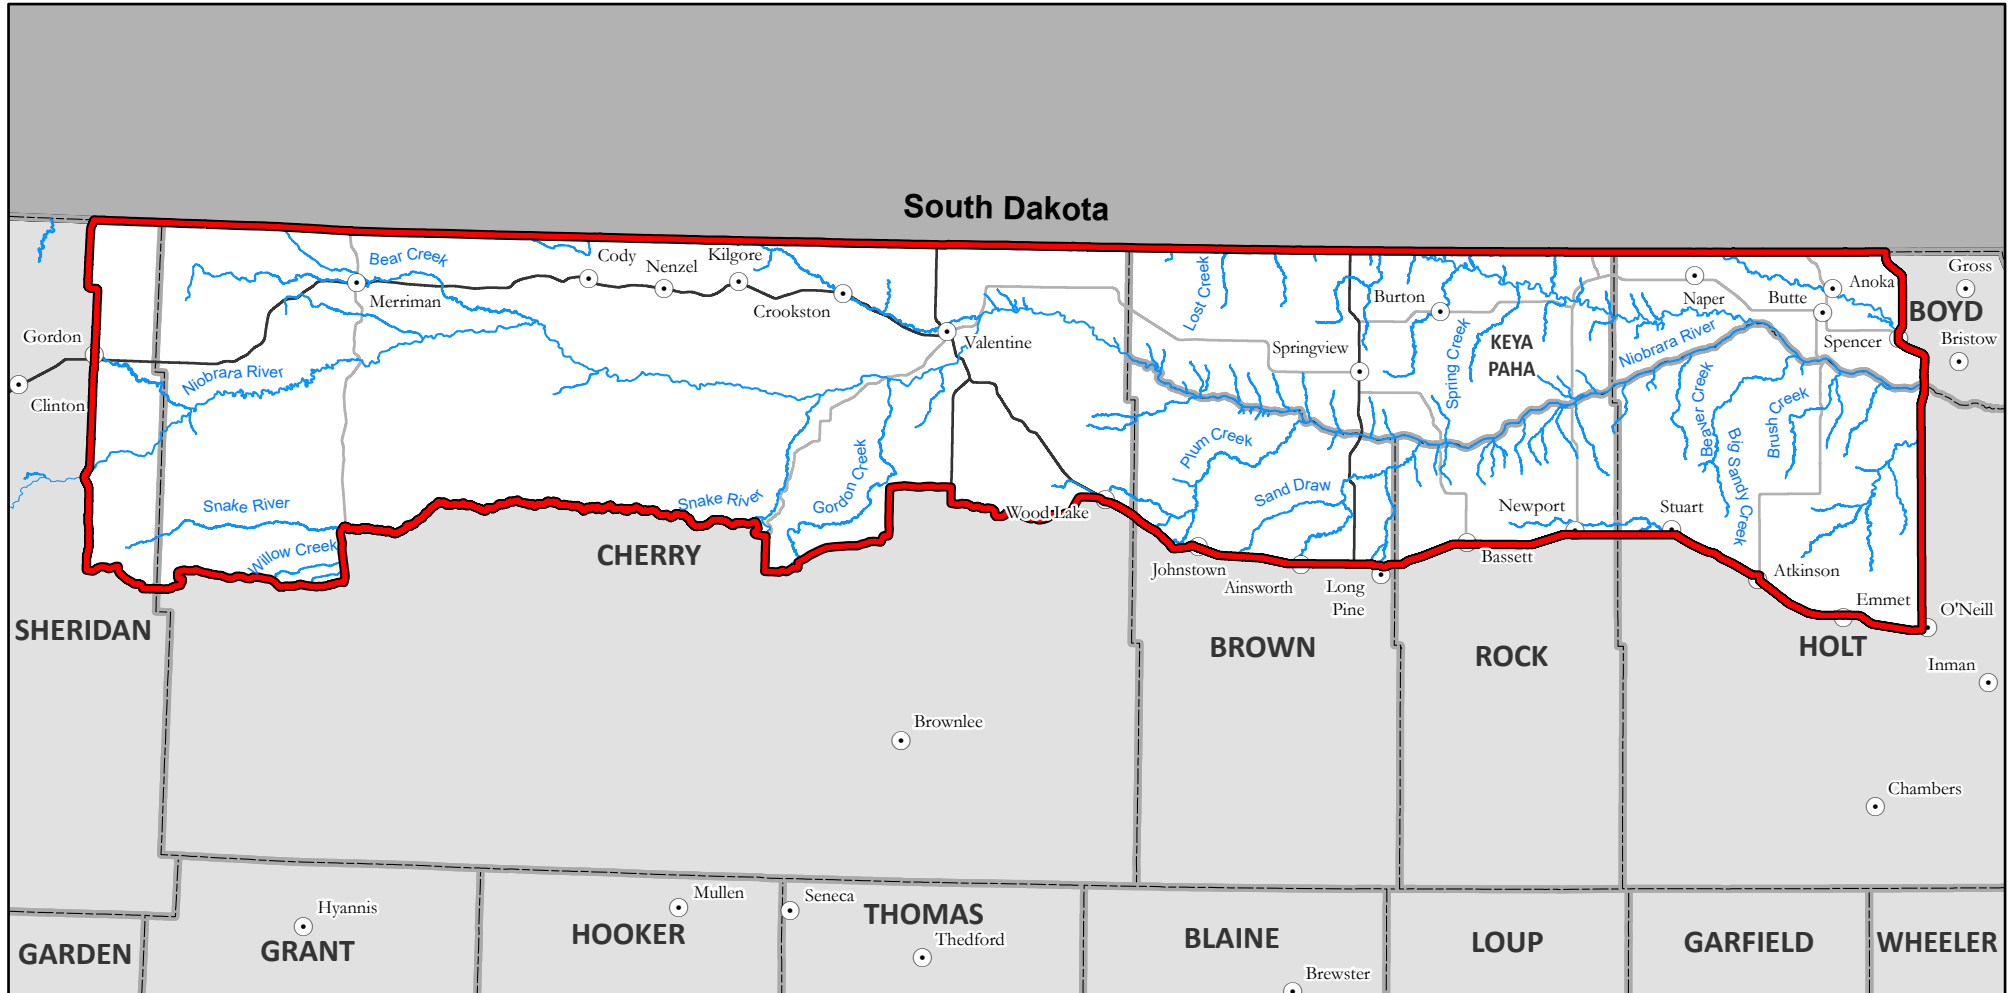 South Dakota
Bear Creek
Cody
Nenzel
Kilgore
Merriman
Crookston
Gordon
Clinton
Niobrara River
Valentine
Lost Creek
Burton
Springview
Spring Creek
KEYA
PAHA
Naper
Butte
Anoka
Gross
BOYD
Bristow
Spencer
Niobrara River
Beaver Creek
Big Sandy Creek
Brush Creek
Snake River
Willow Creek
Snake River
Gordon Creek
Plum Creek
Sand Draw
Wood Lake
Newport
Stuart
CHERRY
Johnstown
Ainsworth
Long
Pine
Bassett
Atkinson
Emmet
O'Neill
SHERIDAN
BROWN
ROCK
HOLT
Inman
Brownlee
Chambers
Hyannis
Mullen
Seneca
THOMAS
Thedford
GARDEN
GRANT
HOOKER
BLAINE
LOUP
GARFIELD
WHEELER
Brewster